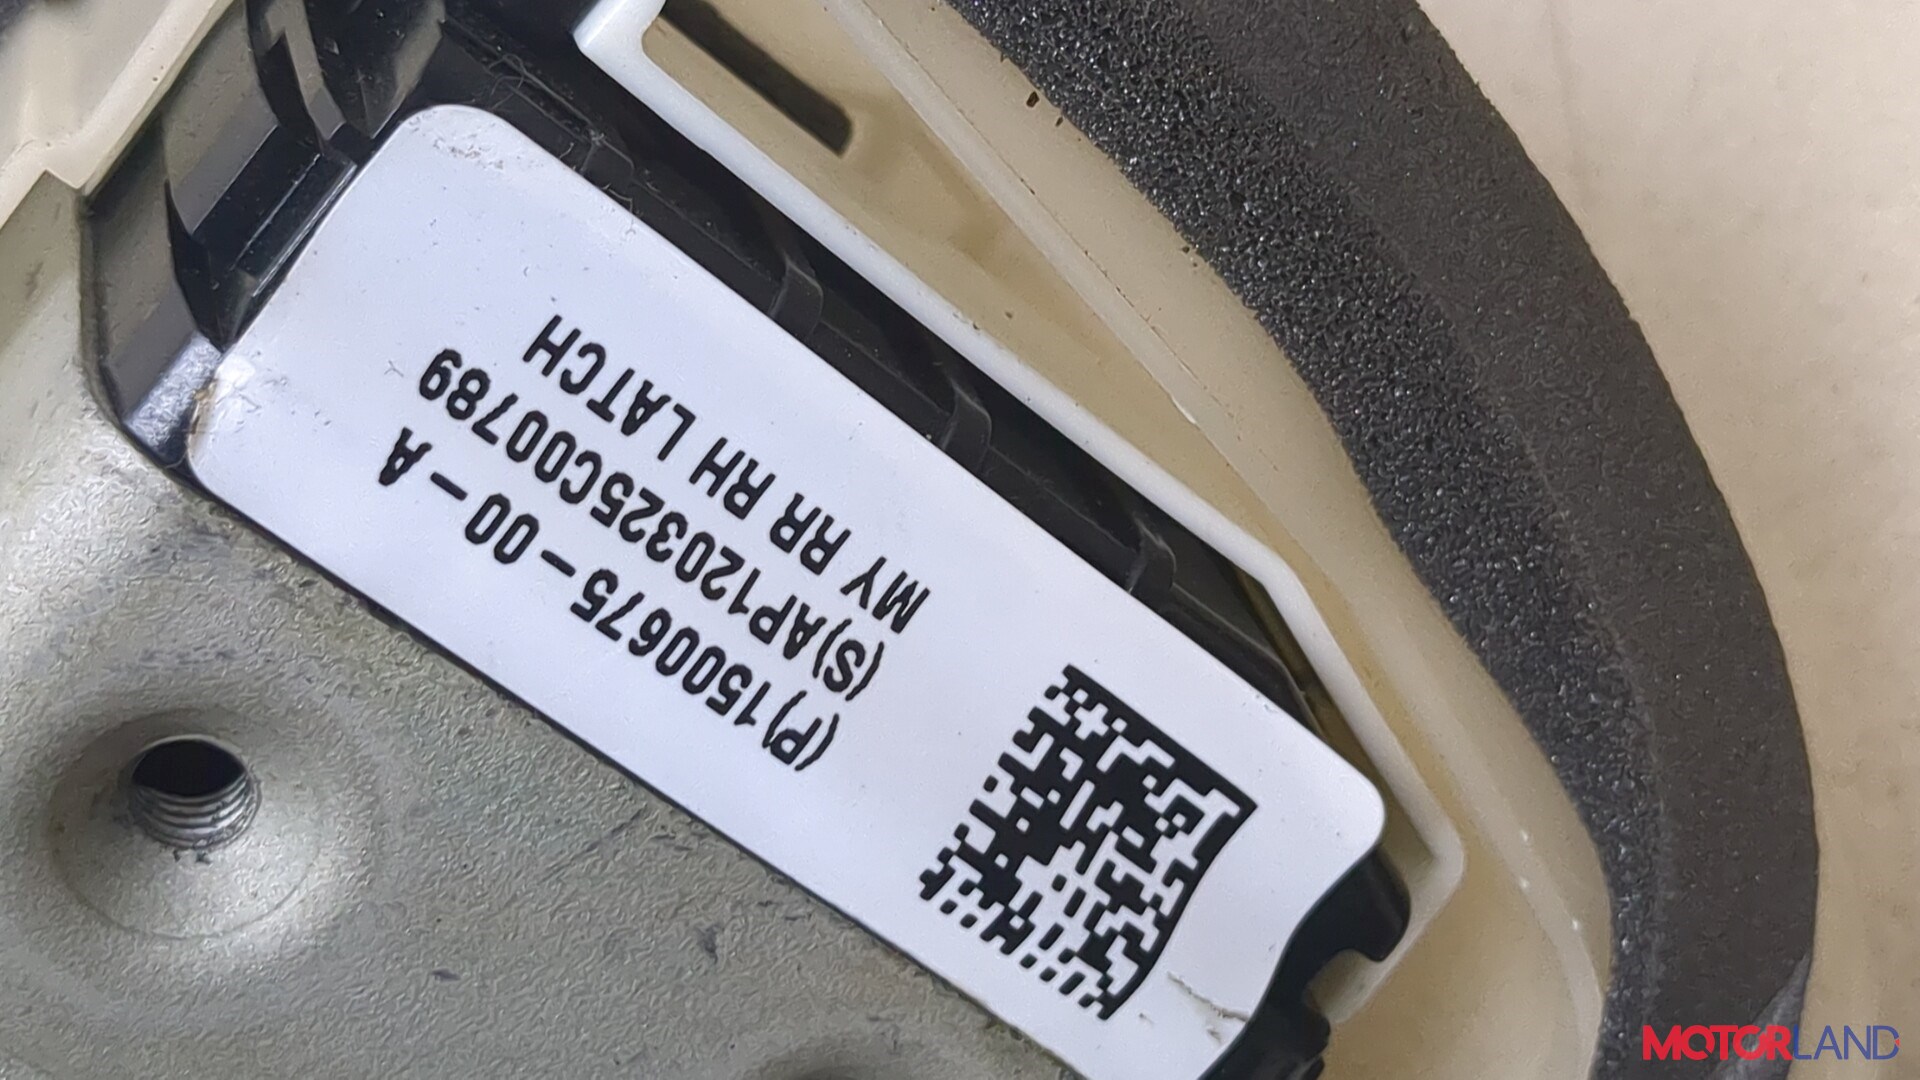 (P)1500675-00-A
(S)AP120325C00789
MY RR RH LATCH
MOTORLAND